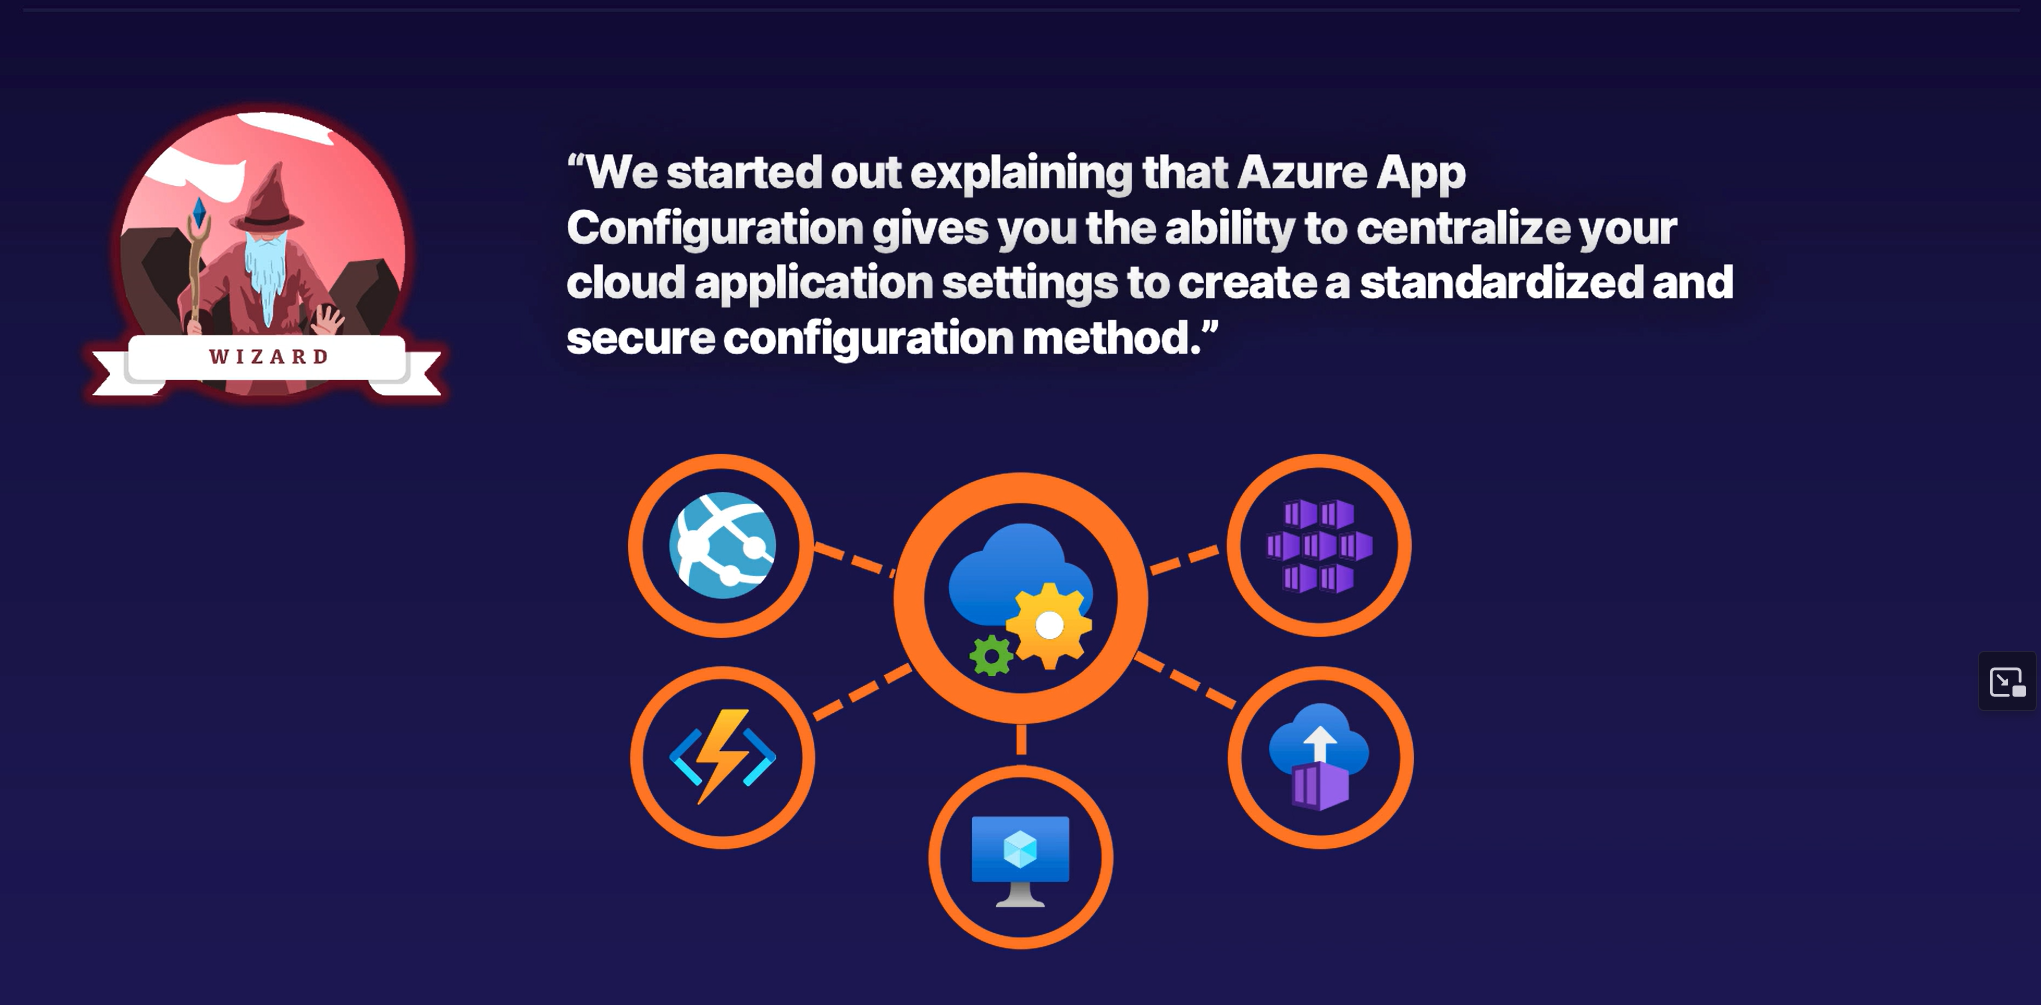 WIZARD
“We started out explaining that Azure App
Configuration gives you the ability to centralize your
cloud application settings to create a standardized and
secure configuration method.”